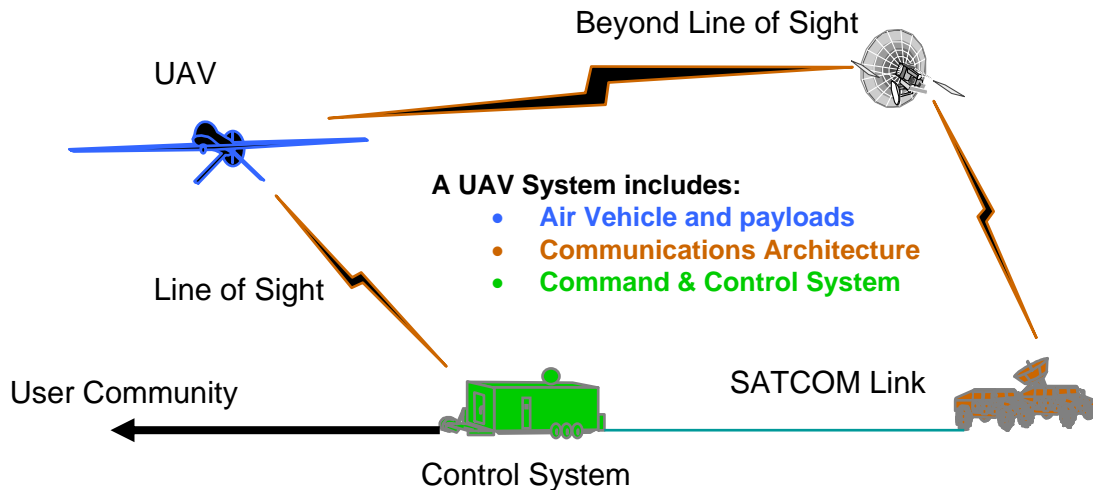 Beyond Line of Sight
UAV
A UAV System includes:
• Air Vehicle and payloads
• Communications Architecture
• Command & Control System
Line of Sight
User Community
SATCOM Link
Control System